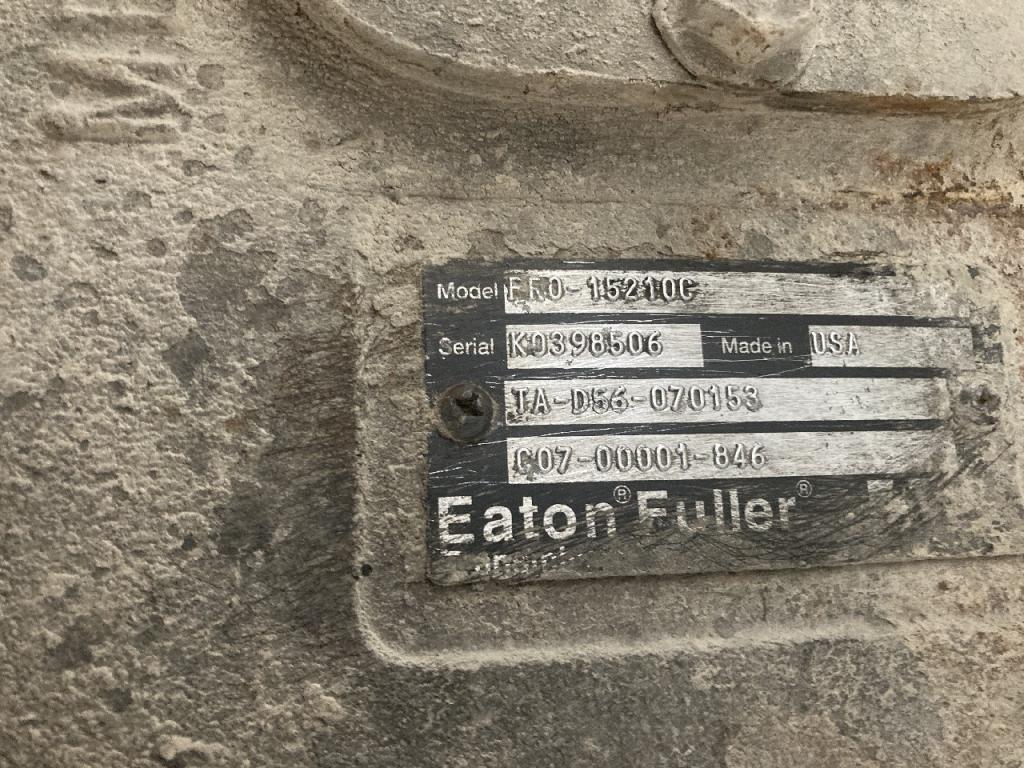 Model FRO-15210C
Serial K0398506 Made in USA
TA-D56-070153
C07-00001-846
Eaton® Fuller®